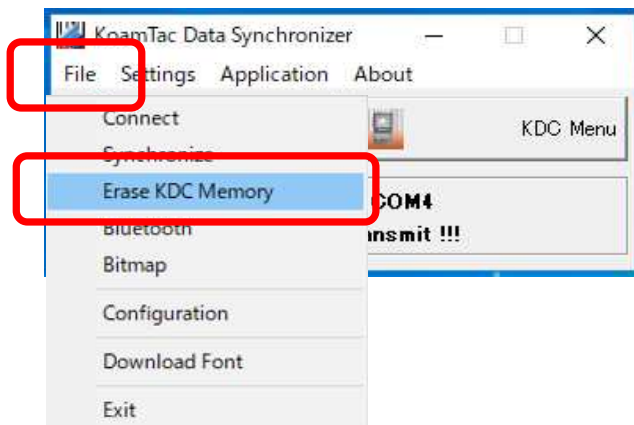 KoamTac Data Synchronizer
File Settings Application About
Connect
KDC Menu
Synchronize
Erase KDC Memory
COM4
Bluetooth
ansmit !!!
Bitmap
Configuration
Download Font
Exit